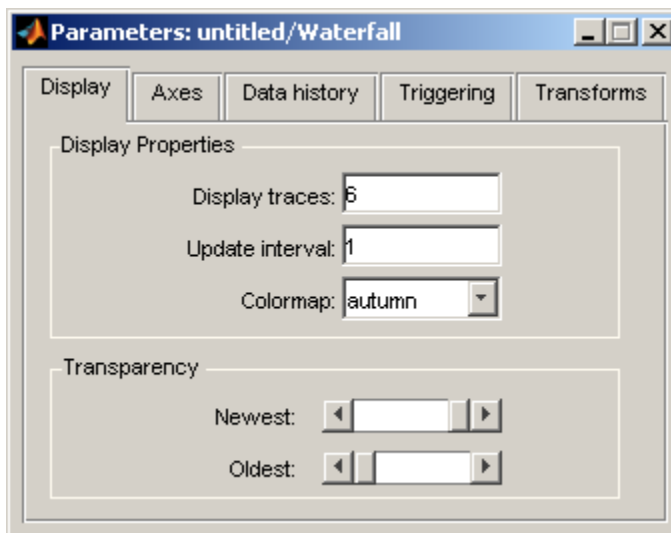 Parameters: untitled/Waterfall
Display Axes Data history Triggering Transforms
Display Properties
Display traces: 6
Update interval: 1
Colormap: autumn
Transparency
Newest:
Oldest: